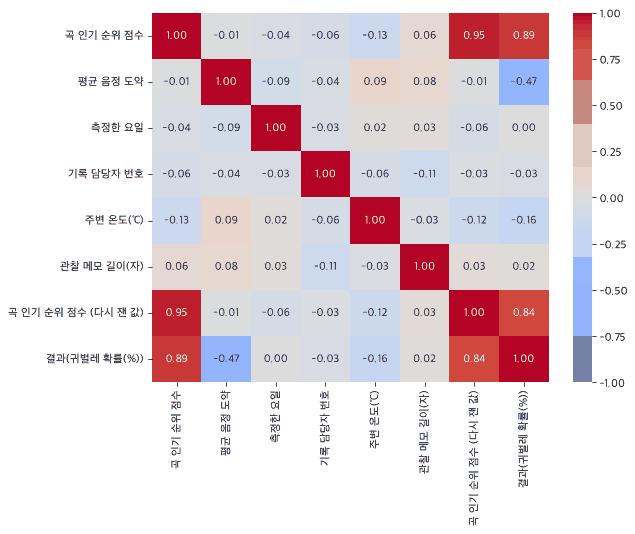 곡 인기 순위 점수 1.00 -0.01 -0.04 -0.06 -0.13 0.06 0.95 0.89
평균 음정 도약 -0.01 1.00 -0.09 -0.04 0.09 0.08 -0.01 -0.47
측정한 요일 -0.04 -0.09 1.00 -0.03 0.02 0.03 -0.06 0.00
기록 담당자 번호 -0.06 -0.04 -0.03 1.00 -0.06 -0.11 -0.03 -0.03
주변 온도(℃) -0.13 0.09 0.02 -0.06 1.00 -0.03 -0.12 -0.16
관찰 메모 길이(자) 0.06 0.08 0.03 -0.11 -0.03 1.00 0.03 0.02
곡 인기 순위 점수 (다시 잰 값) 0.95 -0.01 -0.06 -0.03 -0.12 0.03 1.00 0.84
결과(귀벌레 확률(%)) 0.89 -0.47 0.00 -0.03 -0.16 0.02 0.84 1.00
곡 인기 순위 점수
평균 음정 도약
측정한 요일
기록 담당자 번호
주변 온도(℃)
관찰 메모 길이(자)
곡 인기 순위 점수 (다시 잰 값)
결과(귀벌레 확률(%))
1.00
0.75
0.50
0.25
0.00
-0.25
-0.50
-0.75
-1.00